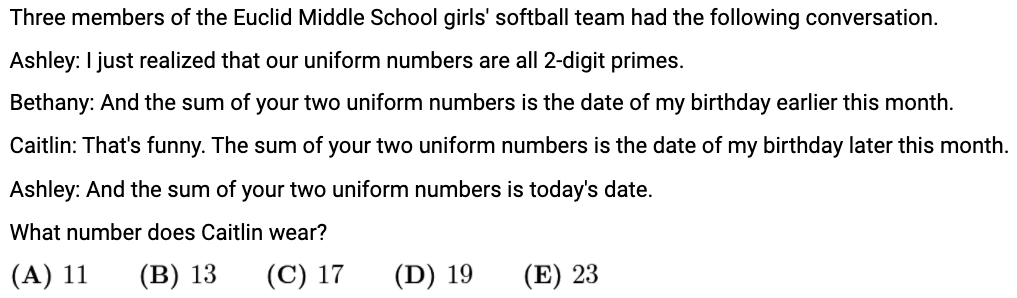 Three members of the Euclid Middle School girls' softball team had the following conversation.
Ashley: I just realized that our uniform numbers are all 2-digit primes.
Bethany: And the sum of your two uniform numbers is the date of my birthday earlier this month.
Caitlin: That's funny. The sum of your two uniform numbers is the date of my birthday later this month.
Ashley: And the sum of your two uniform numbers is today's date.
What number does Caitlin wear?
(A) 11 (B) 13 (C) 17 (D) 19 (E) 23